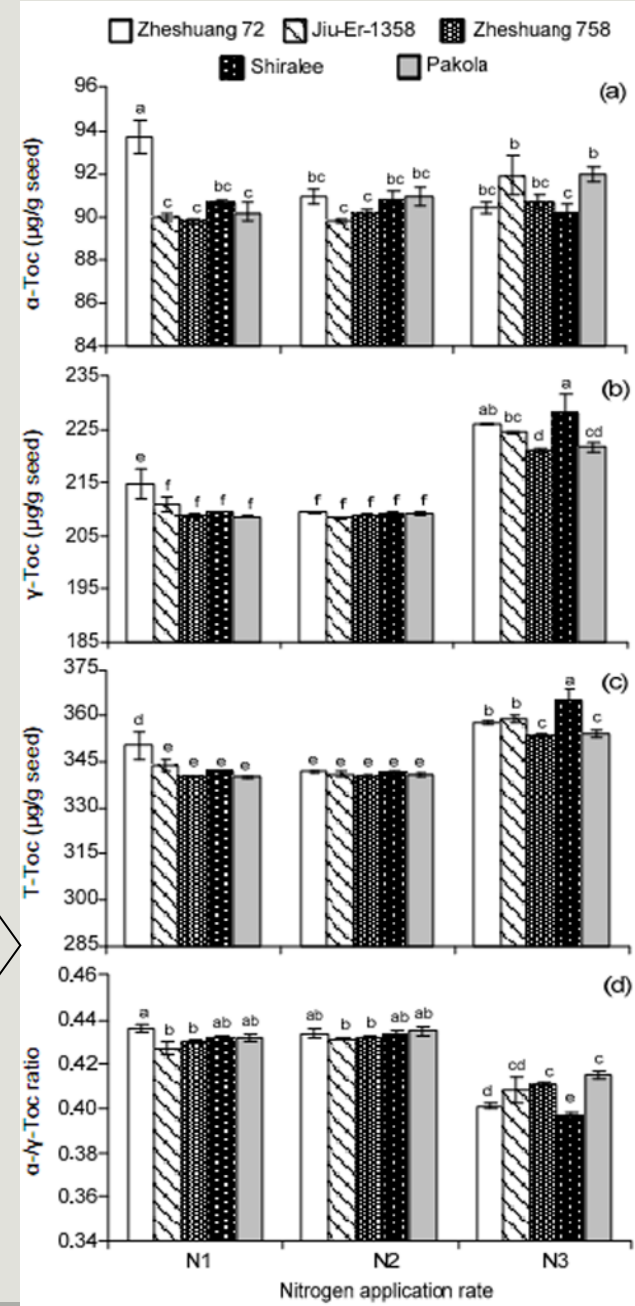 Zheshuang 72 Jiu-Er-1358 Zheshuang 758
Shiralee Pakola
96
94
92
90
88
86
84
α-Toc (µg/g seed)
(a)
a c c bc c bc c c bc bc bc b bc c b
235
225
215
205
195
185
γ-Toc (µg/g seed)
(b)
e f f f f f f f f f ab bc d a cd
375
360
345
330
315
300
285
T-Toc (µg/g seed)
(c)
d e e e e e e e e e b b c a c
0.46
0.44
0.42
0.40
0.38
0.36
0.34
α-/γ-Toc ratio
(d)
a b b ab ab ab b b ab ab d cd c e c
N1 N2 N3
Nitrogen application rate